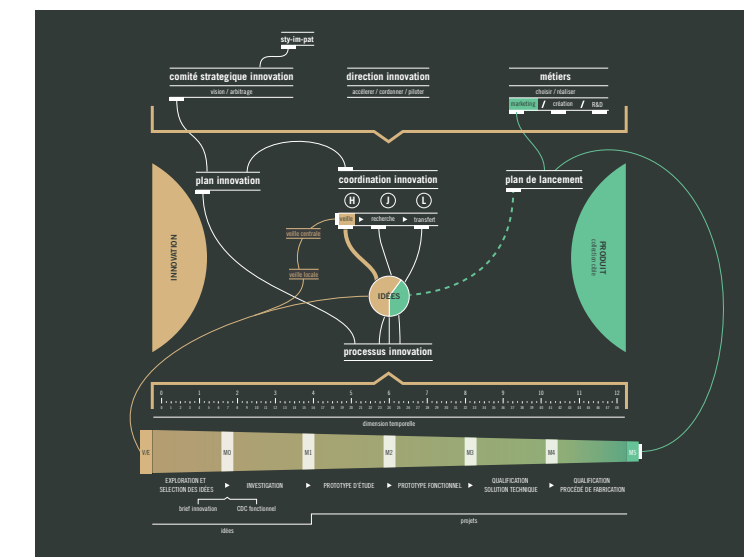 sty-im-pat
comité strategique innovation
vision / arbitrage
direction innovation
accélerer / cordonner / piloter
métiers
choisir / réaliser
marketing / création / R&D
plan innovation
coordination innovation
plan de lancement
H J L
veille ▶ recherche ▶ transfert
veille centrale
veille locale
INNOVATION
PRODUIT
IDÉES
processus innovation
0 1 2 3 4 5 6 7 8 9 10 11 12
dimension temporelle
V/E M0 M1 M2 M3 M4 M5
EXPLORATION ET
SELECTION DES IDÉES
INVESTIGATION
PROTOTYPE D'ÉTUDE
PROTOTYPE FONCTIONNEL
QUALIFICATION
SOLUTION TECHNIQUE
QUALIFICATION
PROCÉDÉ DE FABRICATION
brief innovation
CDC fonctionnel
idées
projets